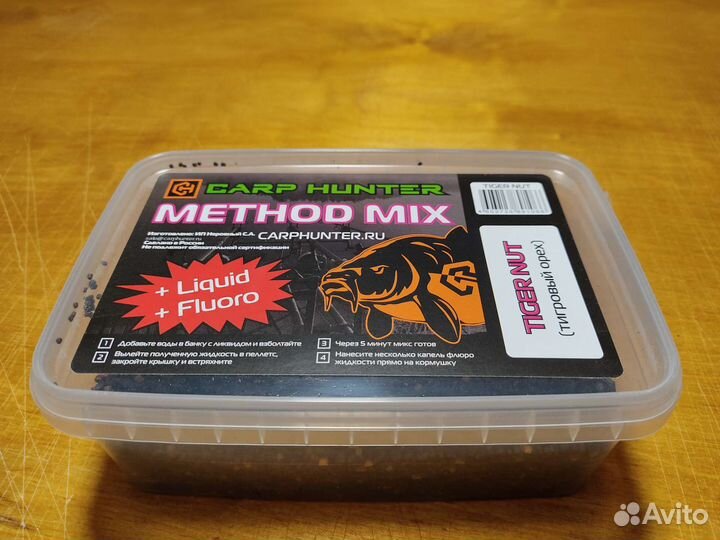 CARP HUNTER
METHOD MIX
Изготовлено: ИП Неровный С.А.
CARPHUNTER.RU
Сделано в России
Не подлежит обязательной сертификации
+ Liquid
+ Fluoro
1 Добавьте воды в банку с ликвидом и взболтайте
2 Вылейте полученную жидкость в пеллетс,
закройте крышку и встряхните
3 Через 5 минут микс готов
4 Нанесите несколько капель флюро
жидкости прямо на кормушку
TIGER NUT
TIGER NUT
(тигровый орех)
Avito